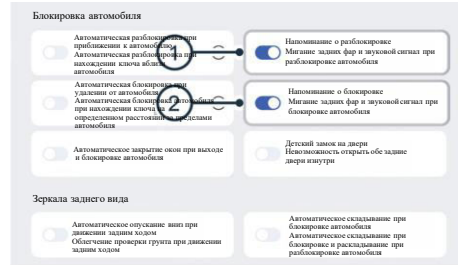 Блокировка автомобиля
Автоматическая разблокировка при
приближении к автомобилю
Автоматическая разблокировка при
нахождении ключа вблизи
автомобиля
1
Напоминание о разблокировке
Мигание задних фар и звуковой сигнал при
разблокировке автомобиля
Автоматическая блокировка при
удалении от автомобиля
Автоматическая блокировка автомобиля
при нахождении ключа на
определенном расстоянии за пределами
автомобиля
2
Напоминание о блокировке
Мигание задних фар и звуковой сигнал при
блокировке автомобиля
Автоматическое закрытие окон при выходе
и блокировке автомобиля
Детский замок на двери
Невозможность открыть обе задние
двери изнутри
Зеркала заднего вида
Автоматическое опускание вниз при
движении задним ходом
Облегчение проверки грунта при движении
задним ходом
Автоматическое складывание при
блокировке автомобиля
Автоматическое складывание при
блокировке и раскладывание при
разблокировке автомобиля